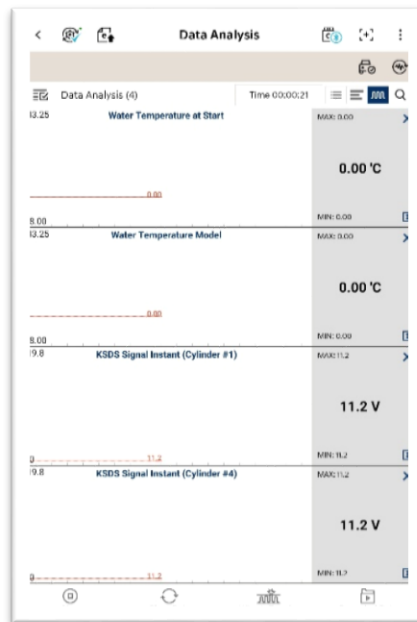 Data Analysis
Data Analysis (4)
Time 00:00:21
Water Temperature at Start
MAX: 0.00
0.00 'C
0.00
MIN: 0.00
Water Temperature Model
MAX: 0.00
0.00 'C
0.00
MIN: 0.00
KSDS Signal Instant (Cylinder #1)
MAX: 11.2
11.2 V
11.2
MIN: 11.2
KSDS Signal Instant (Cylinder #4)
MAX: 11.2
11.2 V
11.2
MIN: 11.2